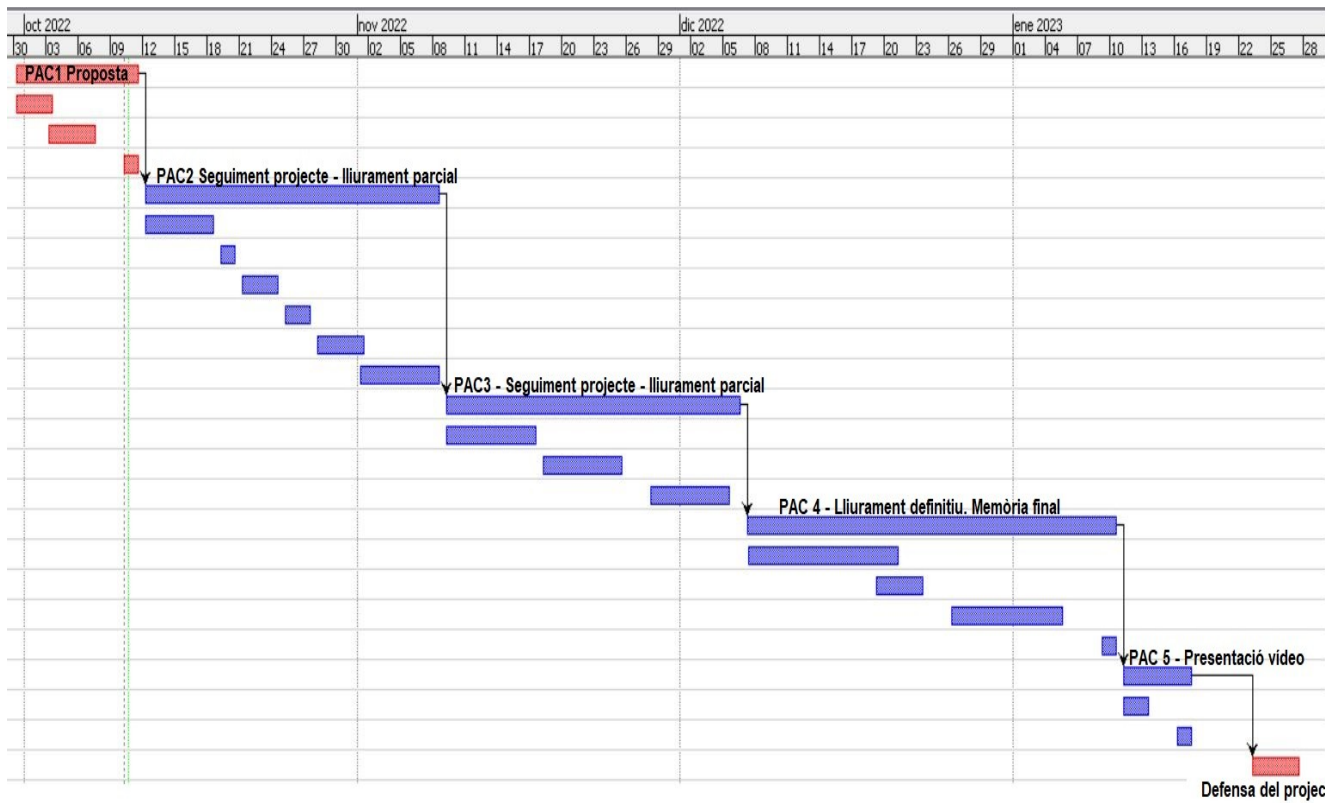 oct 2022 nov 2022 dic 2022 ene 2023
30 03 06 09 12 15 18 21 24 27 30 02 05 08 11 14 17 20 23 26 29 02 05 08 11 14 17 20 23 26 29 01 04 07 10 13 16 19 22 25 28
PAC1 Proposta
PAC2 Seguiment projecte - lliurament parcial
PAC3 - Seguiment projecte - lliurament parcial
PAC 4 - Lliurament definitiu. Memòria final
PAC 5 - Presentació vídeo
Defensa del projec